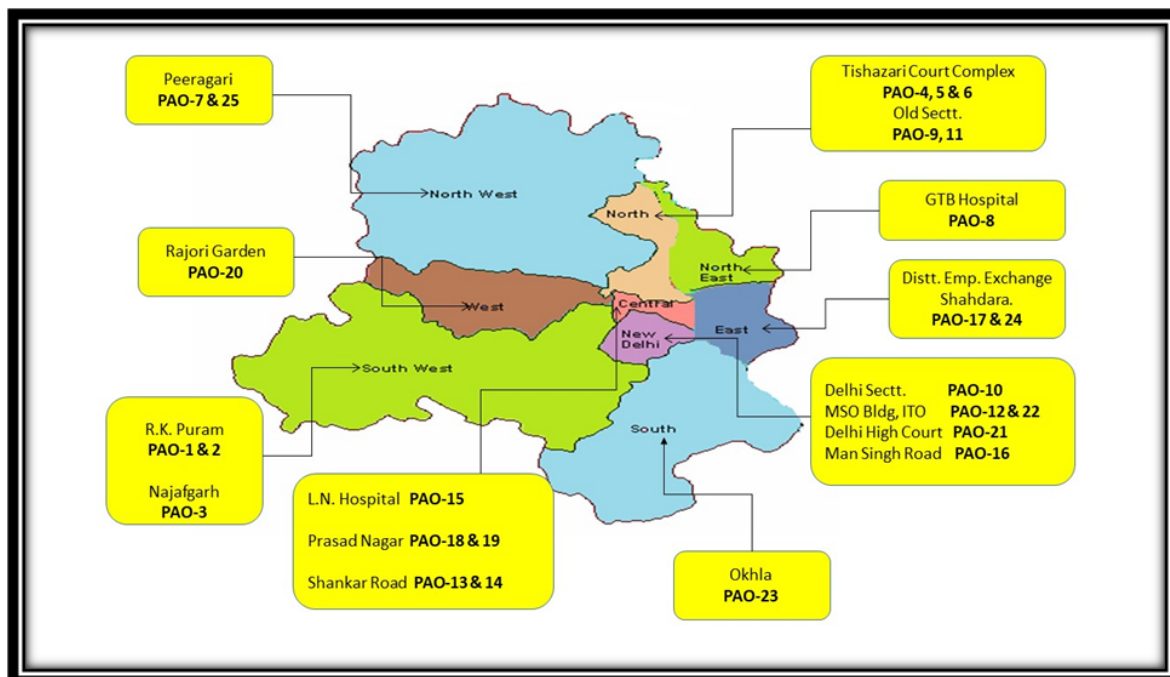 Peeragari
PAO-7 & 25
Tishazari Court Complex
PAO-4, 5 & 6
Old Sectt.
PAO-9, 11
North West
North
GTB Hospital
PAO-8
Rajori Garden
PAO-20
North
East
Distt. Emp. Exchange
Shahdara.
PAO-17 & 24
West
Central
New
Delhi
East
South West
Delhi Sectt. PAO-10
MSO Bldg, ITO PAO-12 & 22
Delhi High Court PAO-21
Man Singh Road PAO-16
R.K. Puram
PAO-1 & 2
Najafgarh
PAO-3
South
L.N. Hospital PAO-15
Prasad Nagar PAO-18 & 19
Shankar Road PAO-13 & 14
Okhla
PAO-23